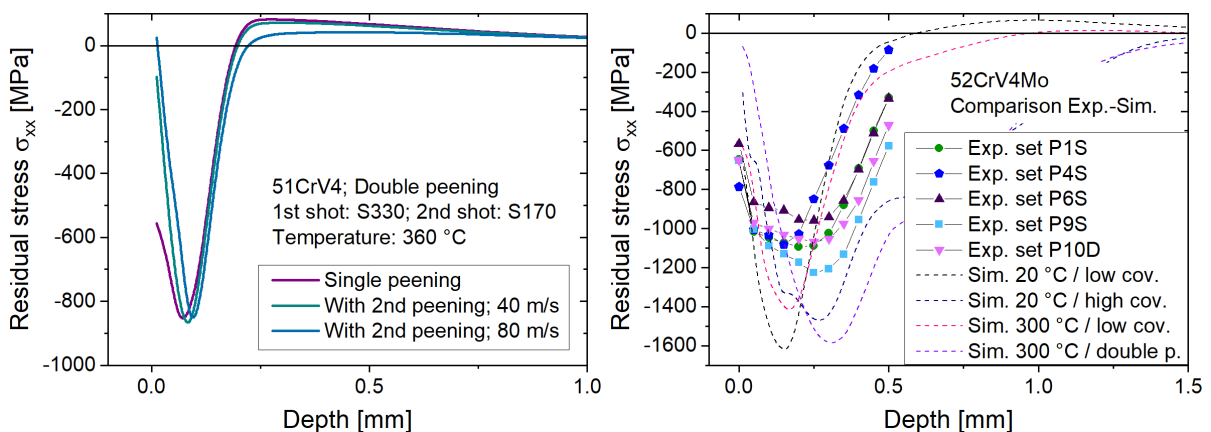 0
-200
-400
-600
-800
-1000
Residual stress σxx [MPa]
51CrV4; Double peening
1st shot: S330; 2nd shot: S170
Temperature: 360 °C
Single peening
With 2nd peening; 40 m/s
With 2nd peening; 80 m/s
0.0 0.5 1.0
Depth [mm]
0
-200
-400
-600
-800
-1000
-1200
-1400
-1600
Residual stress σxx [MPa]
52CrV4Mo
Comparison Exp.-Sim.
Exp. set P1S
Exp. set P4S
Exp. set P6S
Exp. set P9S
Exp. set P10D
Sim. 20 °C / low cov.
Sim. 20 °C / high cov.
Sim. 300 °C / low cov.
Sim. 300 °C / double p.
0.0 0.5 1.0 1.5
Depth [mm]